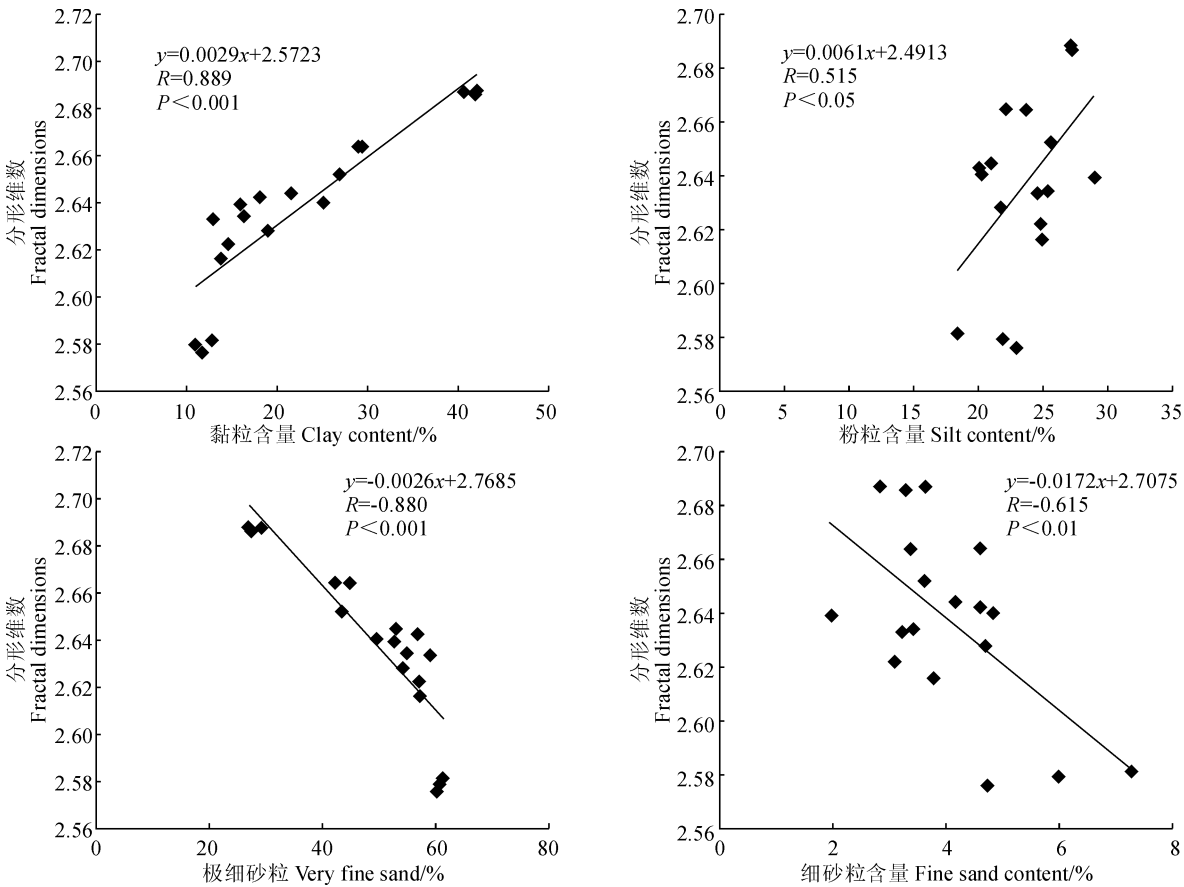 2.72
2.70
2.68
2.66
2.64
2.62
2.60
2.58
2.56
y=0.0029x+2.5723
R=0.889
P＜0.001
分形维数
Fractal dimensions
0 10 20 30 40 50
黏粒含量 Clay content/%
2.70
2.68
2.66
2.64
2.62
2.60
2.58
2.56
y=0.0061x+2.4913
R=0.515
P＜0.05
分形维数
Fractal dimensions
0 5 10 15 20 25 30 35
粉粒含量 Silt content/%
2.72
2.70
2.68
2.66
2.64
2.62
2.60
2.58
2.56
y=-0.0026x+2.7685
R=-0.880
P＜0.001
分形维数
Fractal dimensions
0 20 40 60 80
极细砂粒 Very fine sand/%
2.70
2.68
2.66
2.64
2.62
2.60
2.58
2.56
y=-0.0172x+2.7075
R=-0.615
P＜0.01
分形维数
Fractal dimensions
0 2 4 6 8
细砂粒含量 Fine sand content/%